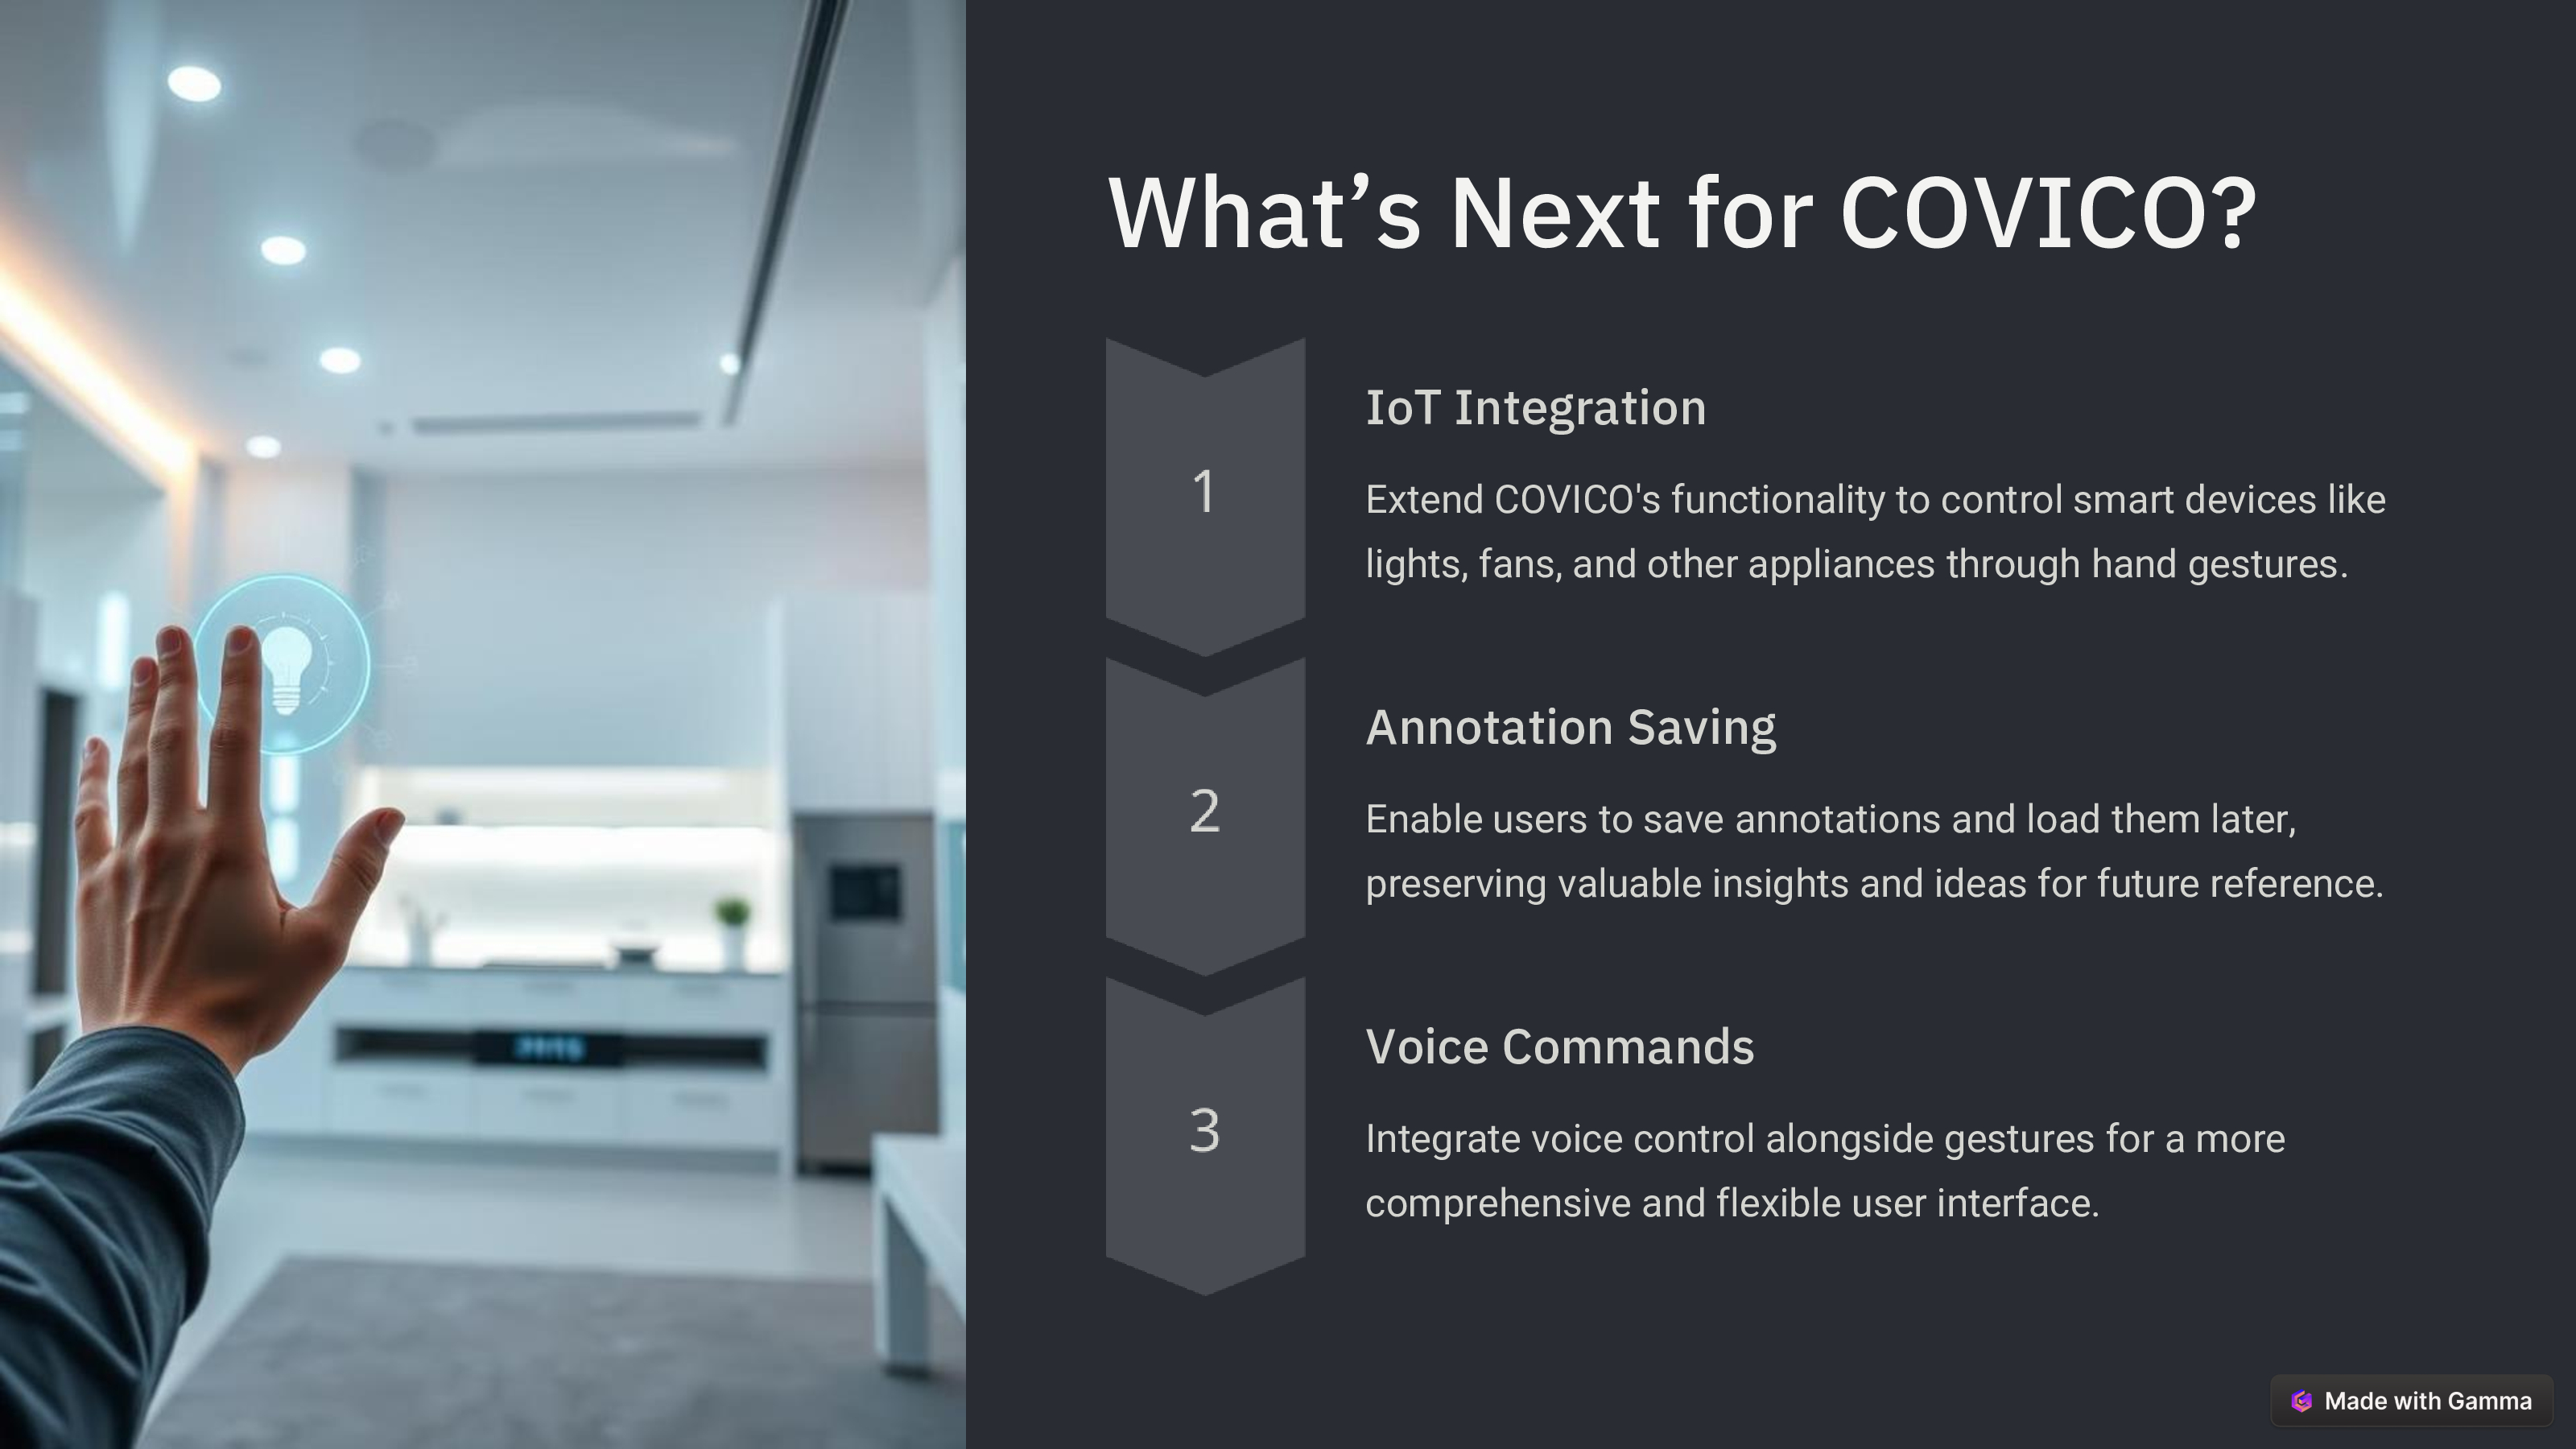 What’s Next for COVICO?
1
IoT Integration
Extend COVICO's functionality to control smart devices like
lights, fans, and other appliances through hand gestures.
2
Annotation Saving
Enable users to save annotations and load them later,
preserving valuable insights and ideas for future reference.
3
Voice Commands
Integrate voice control alongside gestures for a more
comprehensive and flexible user interface.
Made with Gamma